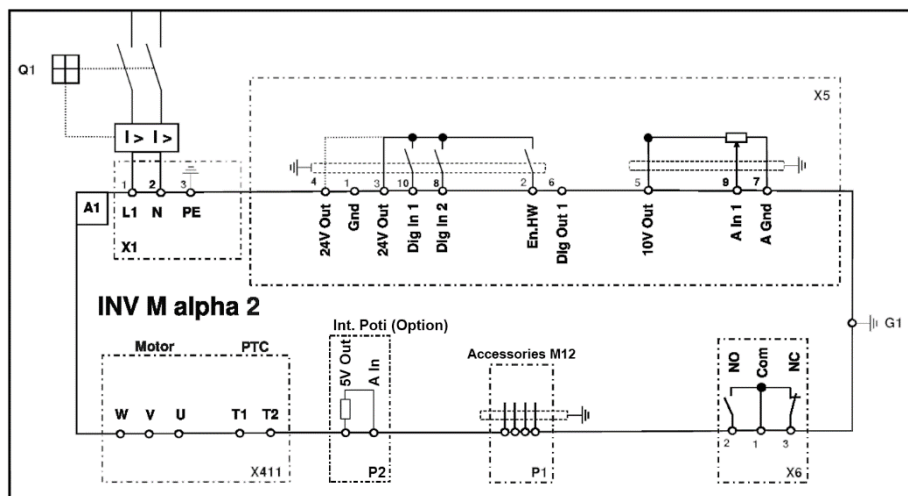 Q1
X5
I > I >
4 1 3 10 8 2 6 5 9 7
1 2 3
A1
L1 N PE
24V Out
Gnd
24V Out
Dig In 1
Dig In 2
En.HW
Dig Out 1
10V Out
A In 1
A Gnd
X1
INV M alpha 2
G1
Int. Poti (Option)
Motor PTC
5V Out
A In
Accessories M12
NO
Com
NC
W V U T1 T2
2 1 3
X411
P2
P1
X6